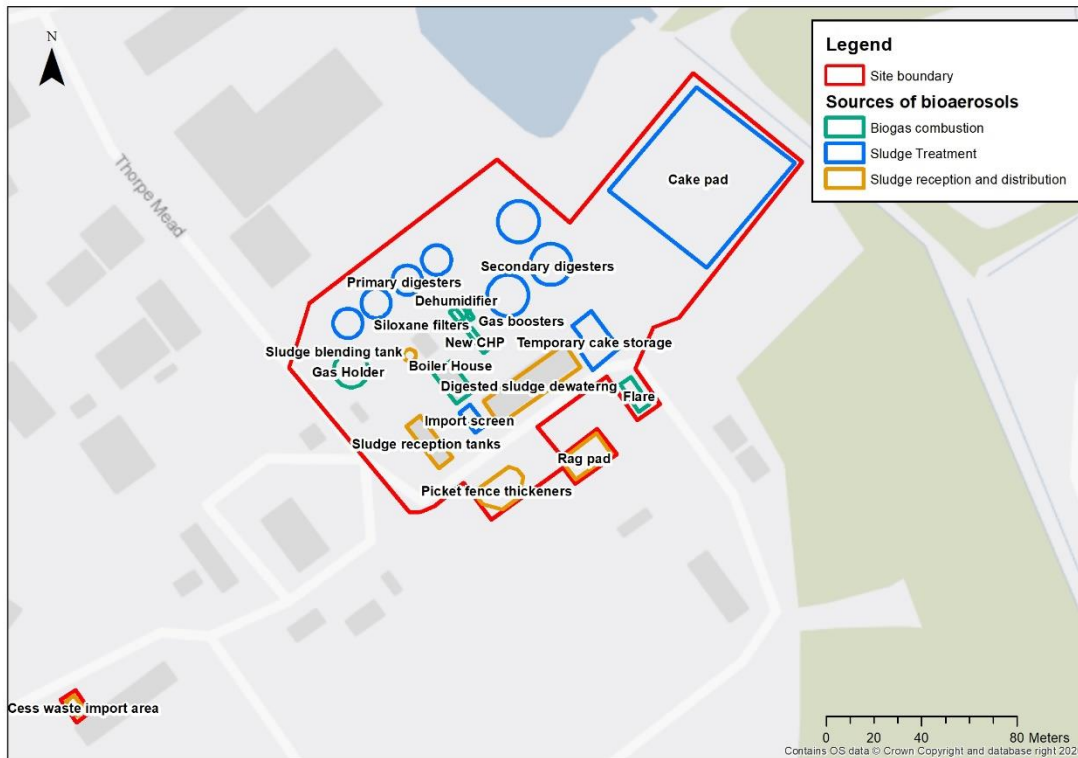 N
Legend
Site boundary
Sources of bioaerosols
Biogas combustion
Sludge Treatment
Sludge reception and distribution
Thorpe Mead
Cake pad
Secondary digesters
Primary digesters
Dehumidifier
Gas boosters
Siloxane filters
New CHP
Temporary cake storage
Sludge blending tank
Boiler House
Gas Holder
Digested sludge dewaterng
Flare
Import screen
Sludge reception tanks
Rag pad
Picket fence thickeners
Cess waste import area
0 20 40 80 Meters
Contains OS data © Crown Copyright and database right 202